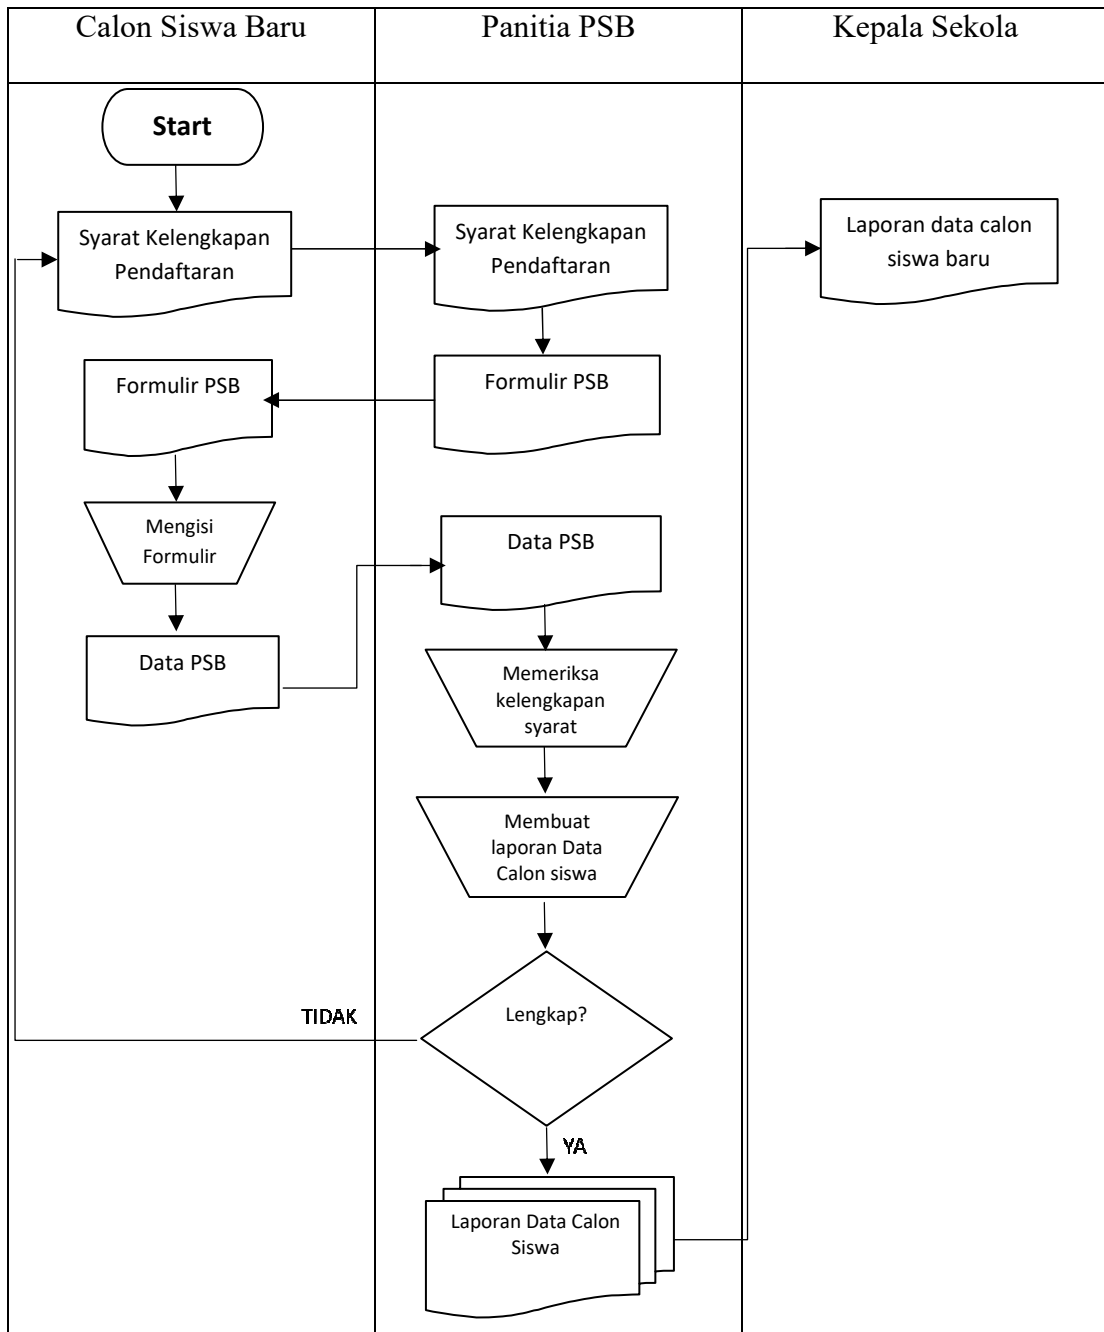 Calon Siswa Baru
Panitia PSB
Kepala Sekola
Start
Syarat Kelengkapan
Pendaftaran
Syarat Kelengkapan
Pendaftaran
Laporan data calon
siswa baru
Formulir PSB
Formulir PSB
Mengisi
Formulir
Data PSB
Data PSB
Memeriksa
kelengkapan
syarat
Membuat
laporan Data
Calon siswa
Lengkap?
TIDAK
YA
Laporan Data Calon
Siswa